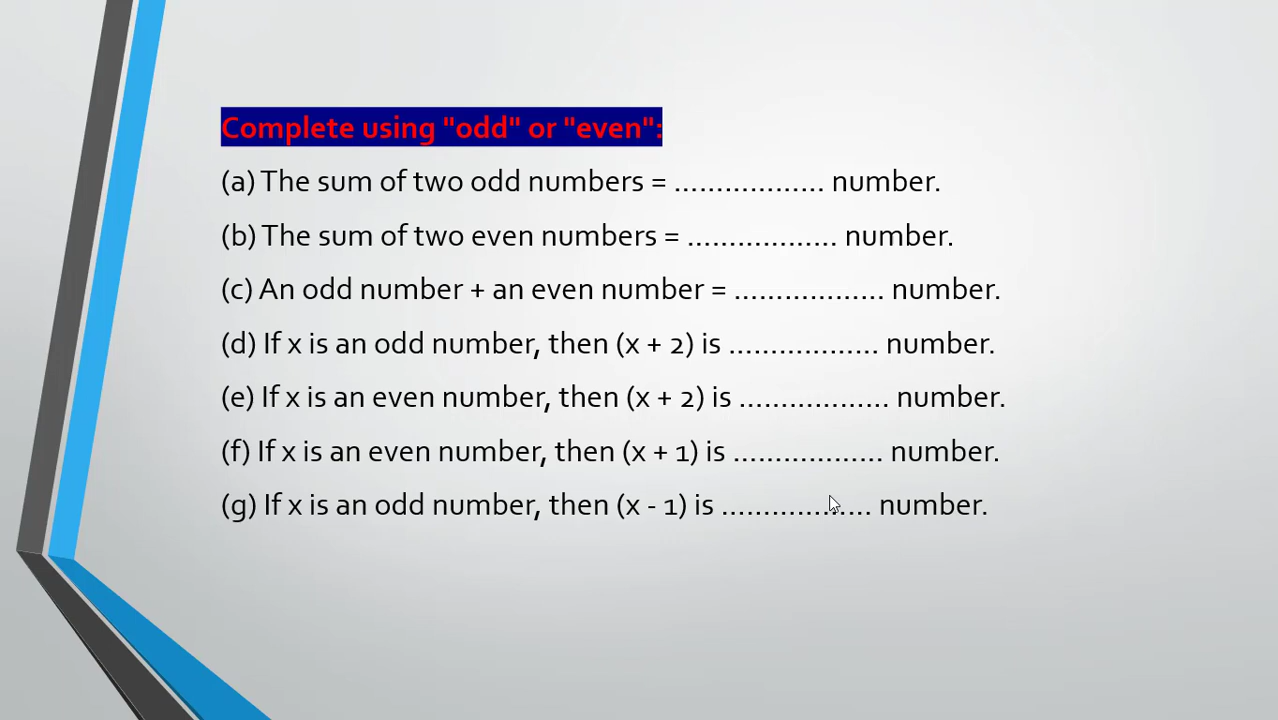 Complete using "odd" or "even":
(a) The sum of two odd numbers = .................. number.
(b) The sum of two even numbers = .................. number.
(c) An odd number + an even number = .................. number.
(d) If x is an odd number, then (x + 2) is .................. number.
(e) If x is an even number, then (x + 2) is .................. number.
(f) If x is an even number, then (x + 1) is .................. number.
(g) If x is an odd number, then (x - 1) is .................. number.